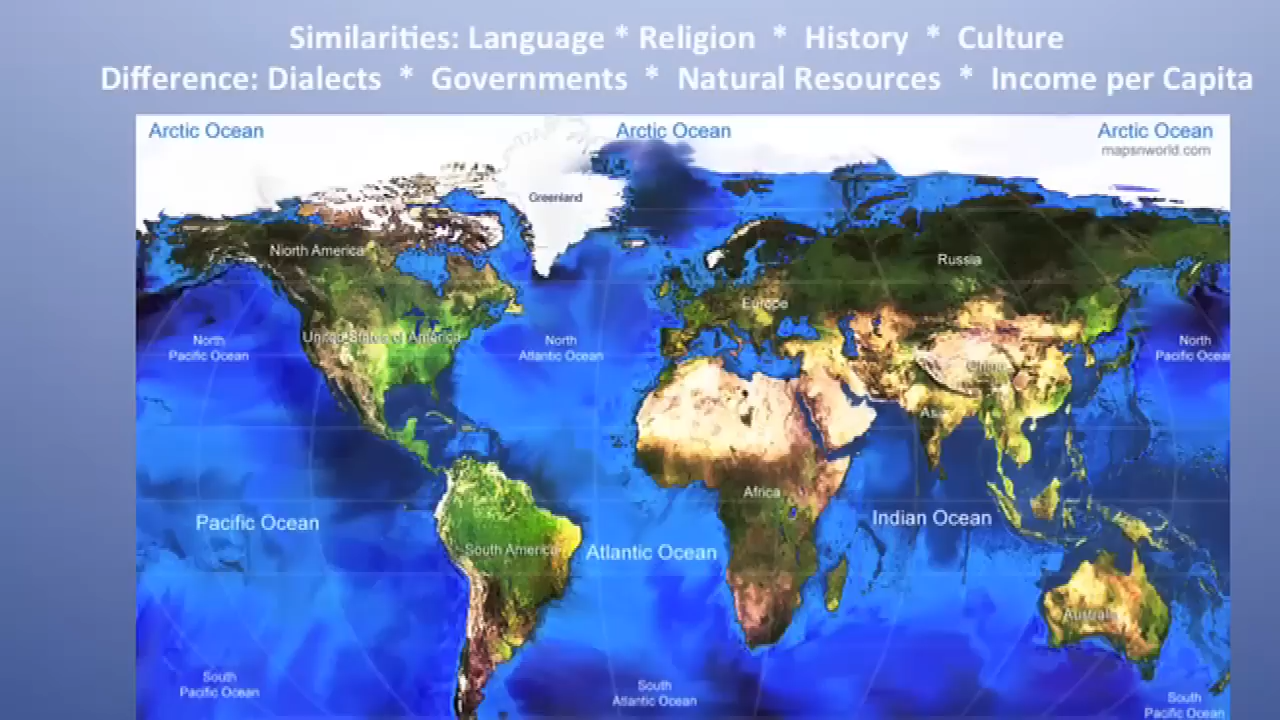 Similarities: Language * Religion * History * Culture
Difference: Dialects * Governments * Natural Resources * Income per Capita
Arctic Ocean
Arctic Ocean
Arctic Ocean
mapsnworld.com
Greenland
Niorth America
Russia
Europe
United States of America
North
Pacific Ocean
North
Atlantic Ocean
North
Pacific Ocean
China
Asia
Africa
Pacific Ocean
Indian Ocean
South America
Atlantic Ocean
Australia
South
Pacific Ocean
South
Atlantic Ocean
South
Pacific Ocean